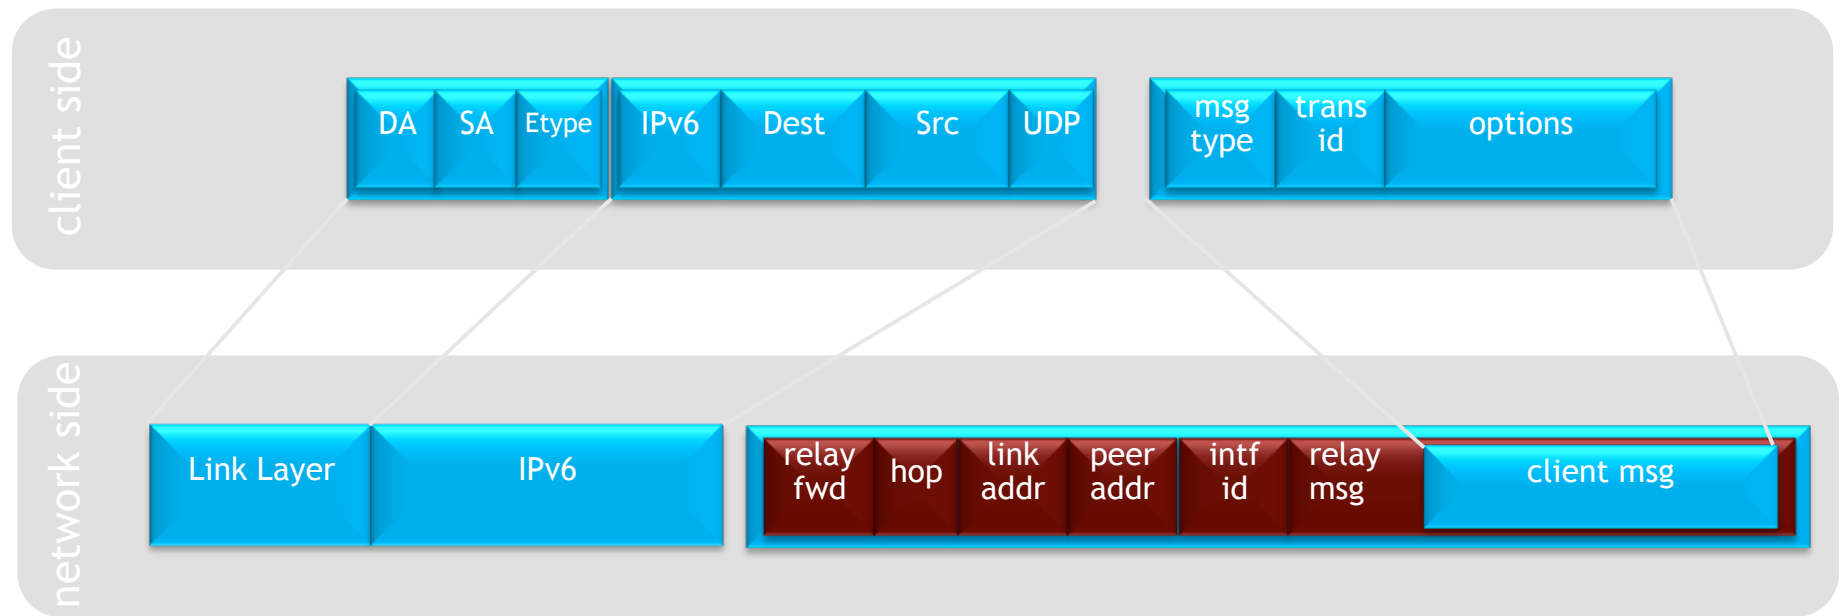 client side
DA SA Etype IPv6 Dest Src UDP
msg
type
trans
id
options
network side
Link Layer
IPv6
relay
fwd
hop
link
addr
peer
addr
intf
id
relay
msg
client msg